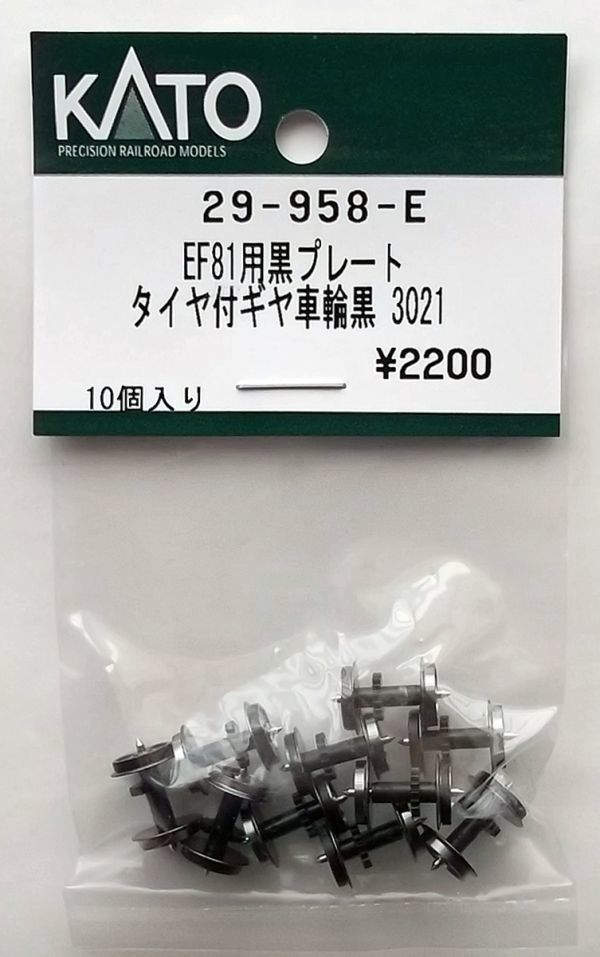 KATO
PRECISION RAILROAD MODELS
29-958-E
EF81用黒プレート
タイヤ付ギヤ車輪黒 3021
¥2200
10個入り